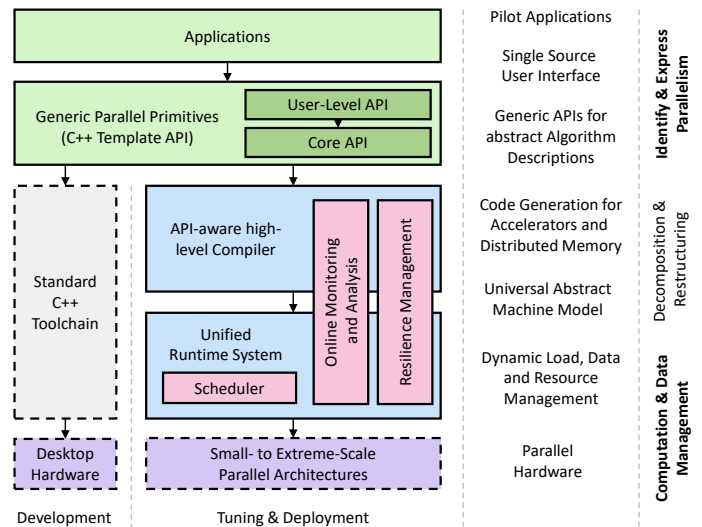 Applications
Generic Parallel Primitives
(C++ Template API)
User-Level API
Core API
Standard
C++
Toolchain
API-aware high-
level Compiler
Online Monitoring
and Analysis
Resilience Management
Unified
Runtime System
Scheduler
Desktop
Hardware
Small- to Extreme-Scale
Parallel Architectures
Development
Tuning & Deployment
Pilot Applications
Single Source
User Interface
Generic APIs for
abstract Algorithm
Descriptions
Code Generation for
Accelerators and
Distributed Memory
Universal Abstract
Machine Model
Dynamic Load, Data
and Resource
Management
Parallel
Hardware
Identify & Express
Parallelism
Decomposition &
Restructuring
Computation & Data
Management